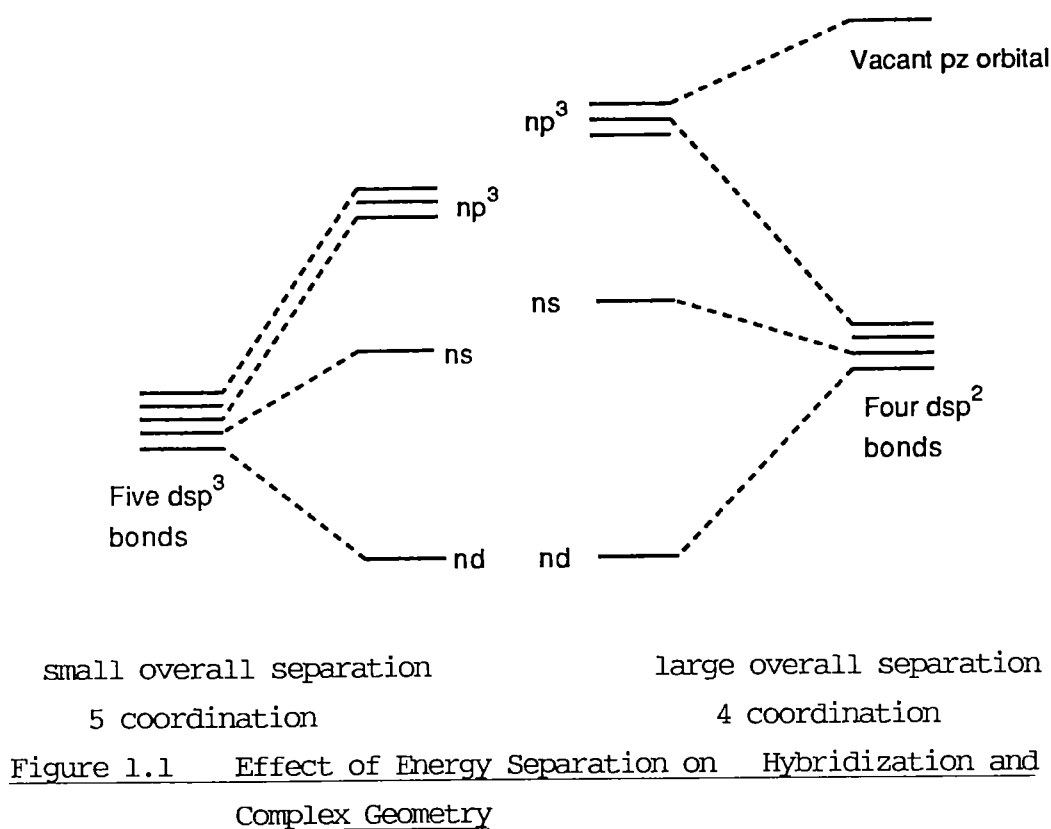 Vacant pz orbital
np³
np³
ns
ns
Five dsp³
bonds
Four dsp²
bonds
nd
nd
small overall separation
large overall separation
5 coordination
4 coordination
Figure 1.1 Effect of Energy Separation on Hybridization and
Complex Geometry